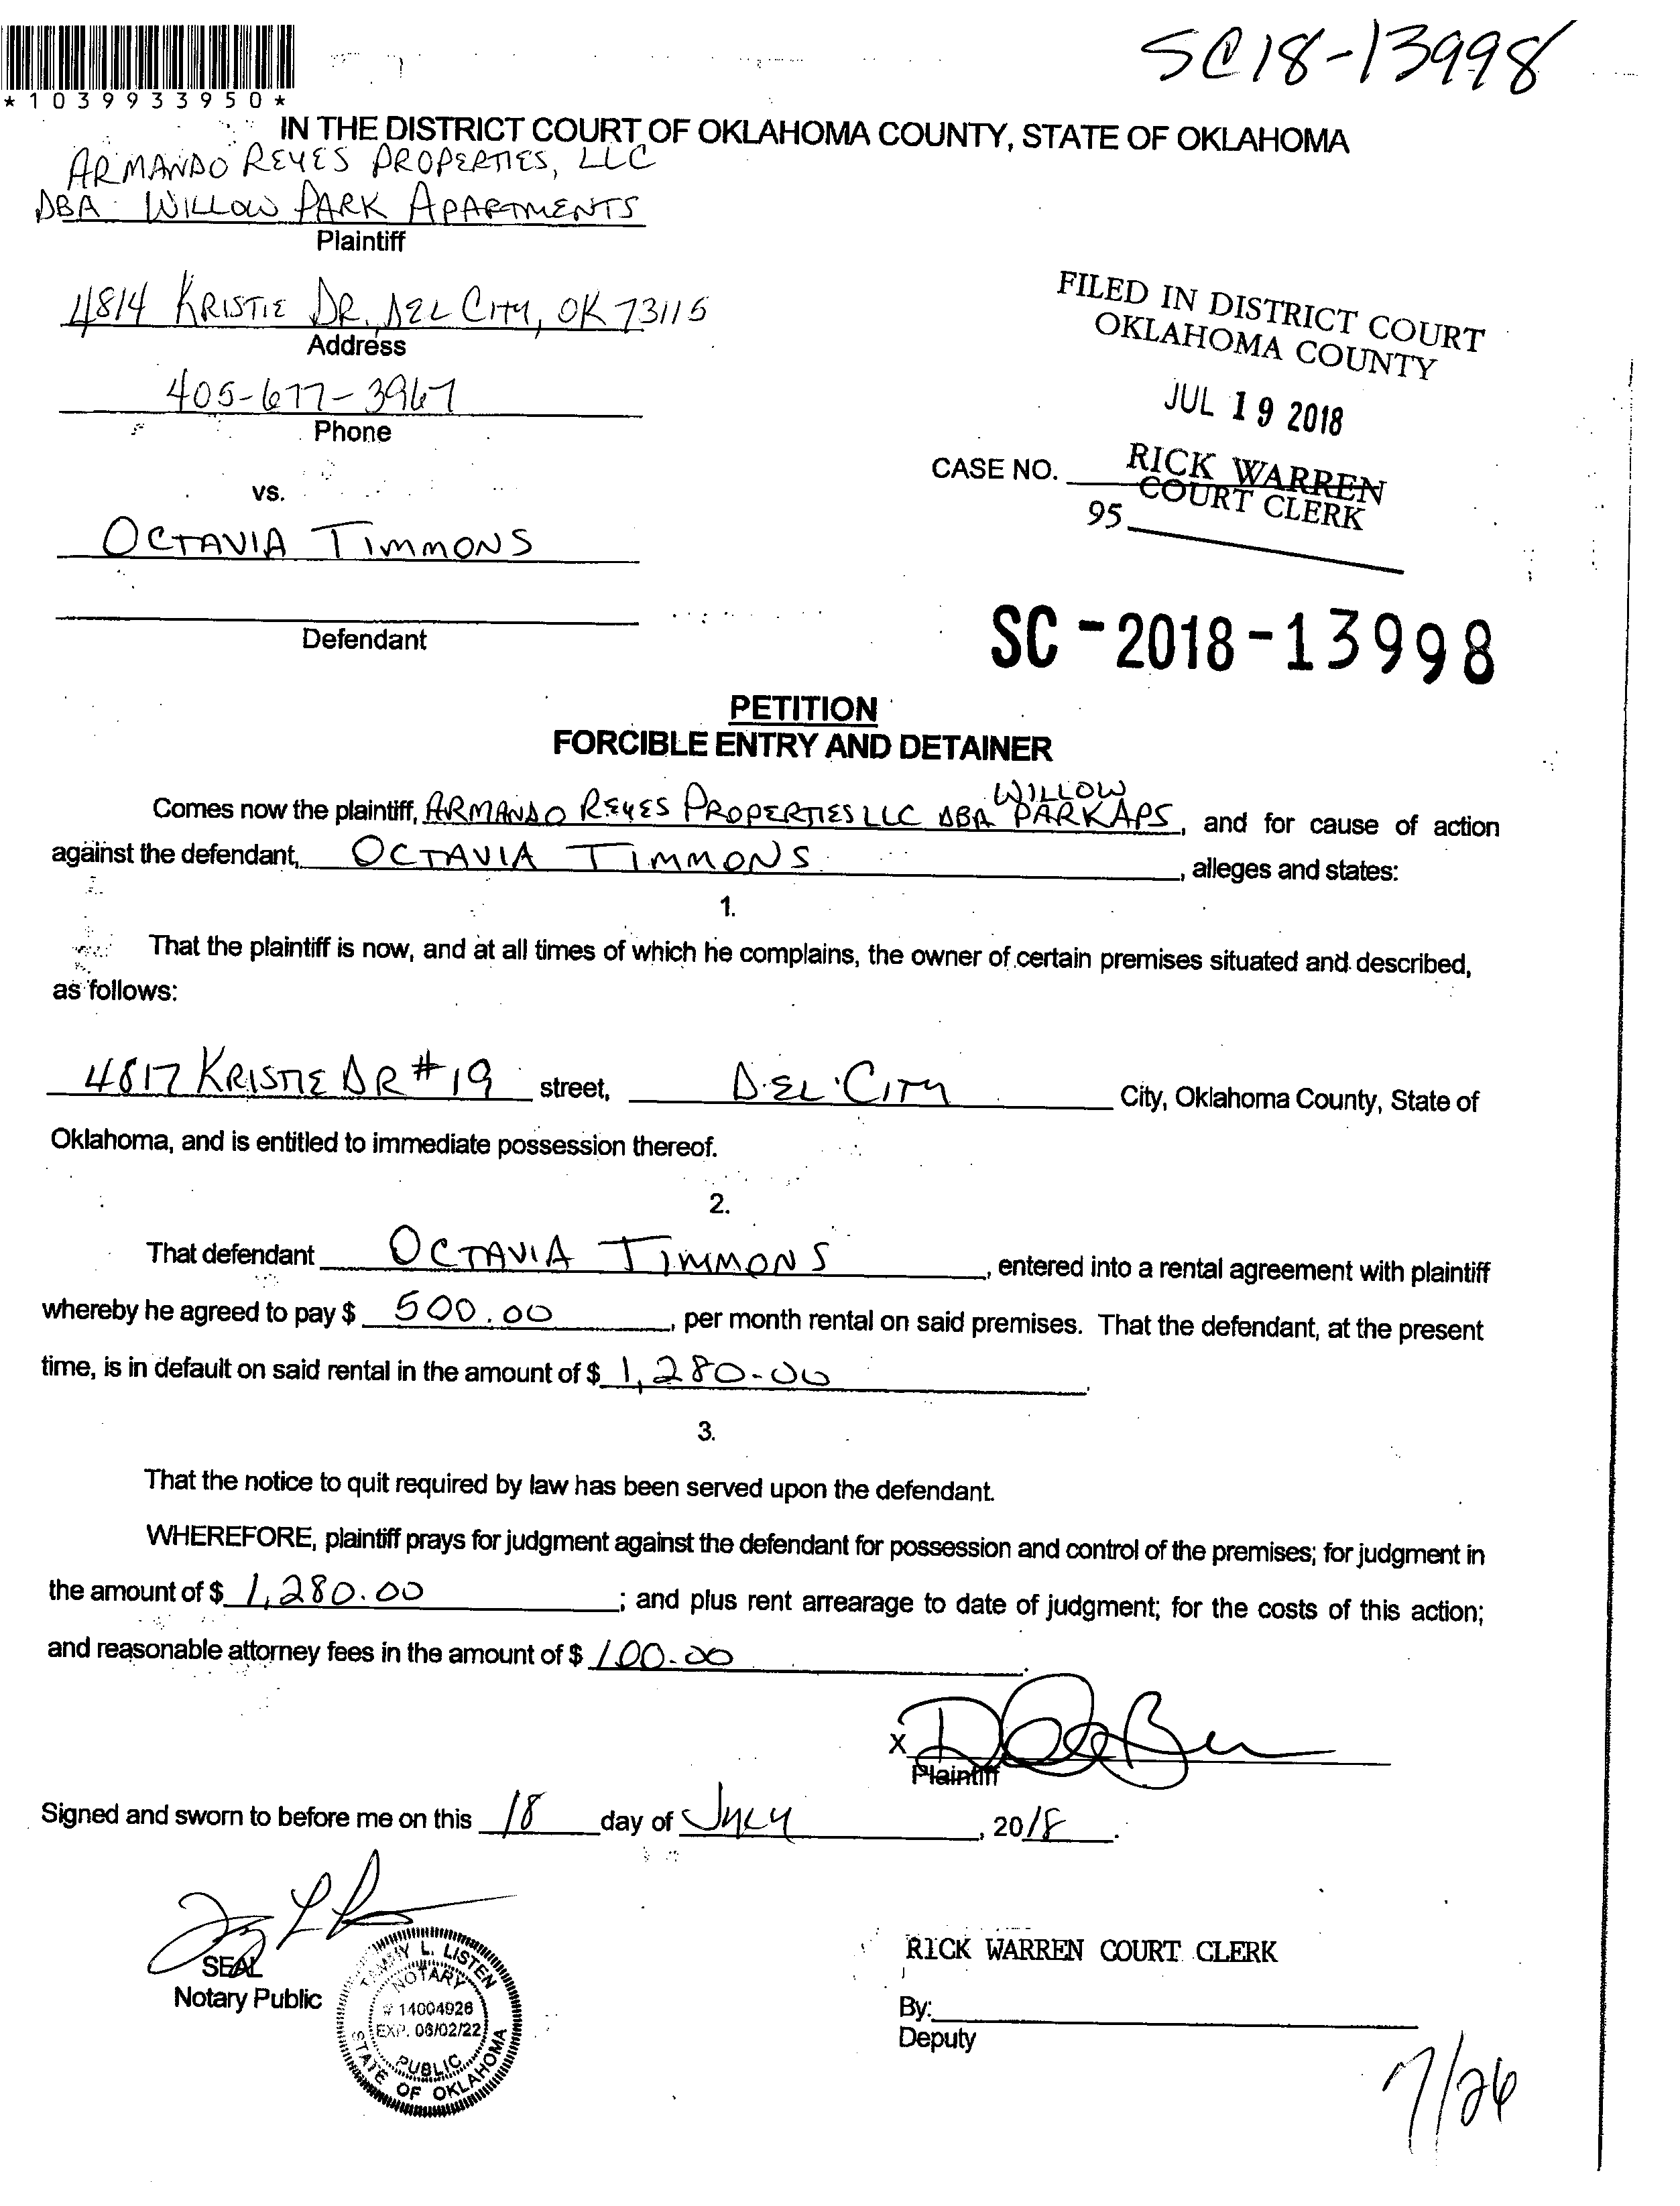 SC18-13998
*1039933950*
IN THE DISTRICT COURT OF OKLAHOMA COUNTY, STATE OF OKLAHOMA
ARMANDO REYES PROPERTIES, LLC
DBA WILLOW PARK APARTMENTS
Plaintiff
4814 KRISTIE DR. DEL CITY, OK 73115
Address
405-677-3967
Phone
FILED IN DISTRICT COURT
OKLAHOMA COUNTY
JUL 19 2018
RICK WARREN
COURT CLERK
95
CASE NO.
vs.
OCTAVIA TIMMONS
Defendant
SC-2018-13998
PETITION
FORCIBLE ENTRY AND DETAINER
Comes now the plaintiff, ARMANDO REYES PROPERTIES LLC DBA WILLOW PARK APS, and for cause of action
against the defendant, OCTAVIA TIMMONS, alleges and states:
1.
That the plaintiff is now, and at all times of which he complains, the owner of certain premises situated and described,
as follows:
4817 KRISTIE DR #19 street, DEL CITY City, Oklahoma County, State of
Oklahoma, and is entitled to immediate possession thereof.
2.
That defendant OCTAVIA TIMMONS, entered into a rental agreement with plaintiff
whereby he agreed to pay $ 500.00, per month rental on said premises. That the defendant, at the present
time, is in default on said rental in the amount of $ 1,280.00.
3.
That the notice to quit required by law has been served upon the defendant.
WHEREFORE, plaintiff prays for judgment against the defendant for possession and control of the premises; for judgment in
the amount of $ 1,280.00; and plus rent arrearage to date of judgment; for the costs of this action;
and reasonable attorney fees in the amount of $ 100.00.
X
Plaintiff
Signed and sworn to before me on this 18 day of JULY, 2018.
SEAL
Notary Public
TAMMY L. LISTEN
NOTARY
# 14004926
EXP. 06/02/22
PUBLIC
STATE OF OKLAHOMA
RICK WARREN COURT CLERK
By:
Deputy
7/26